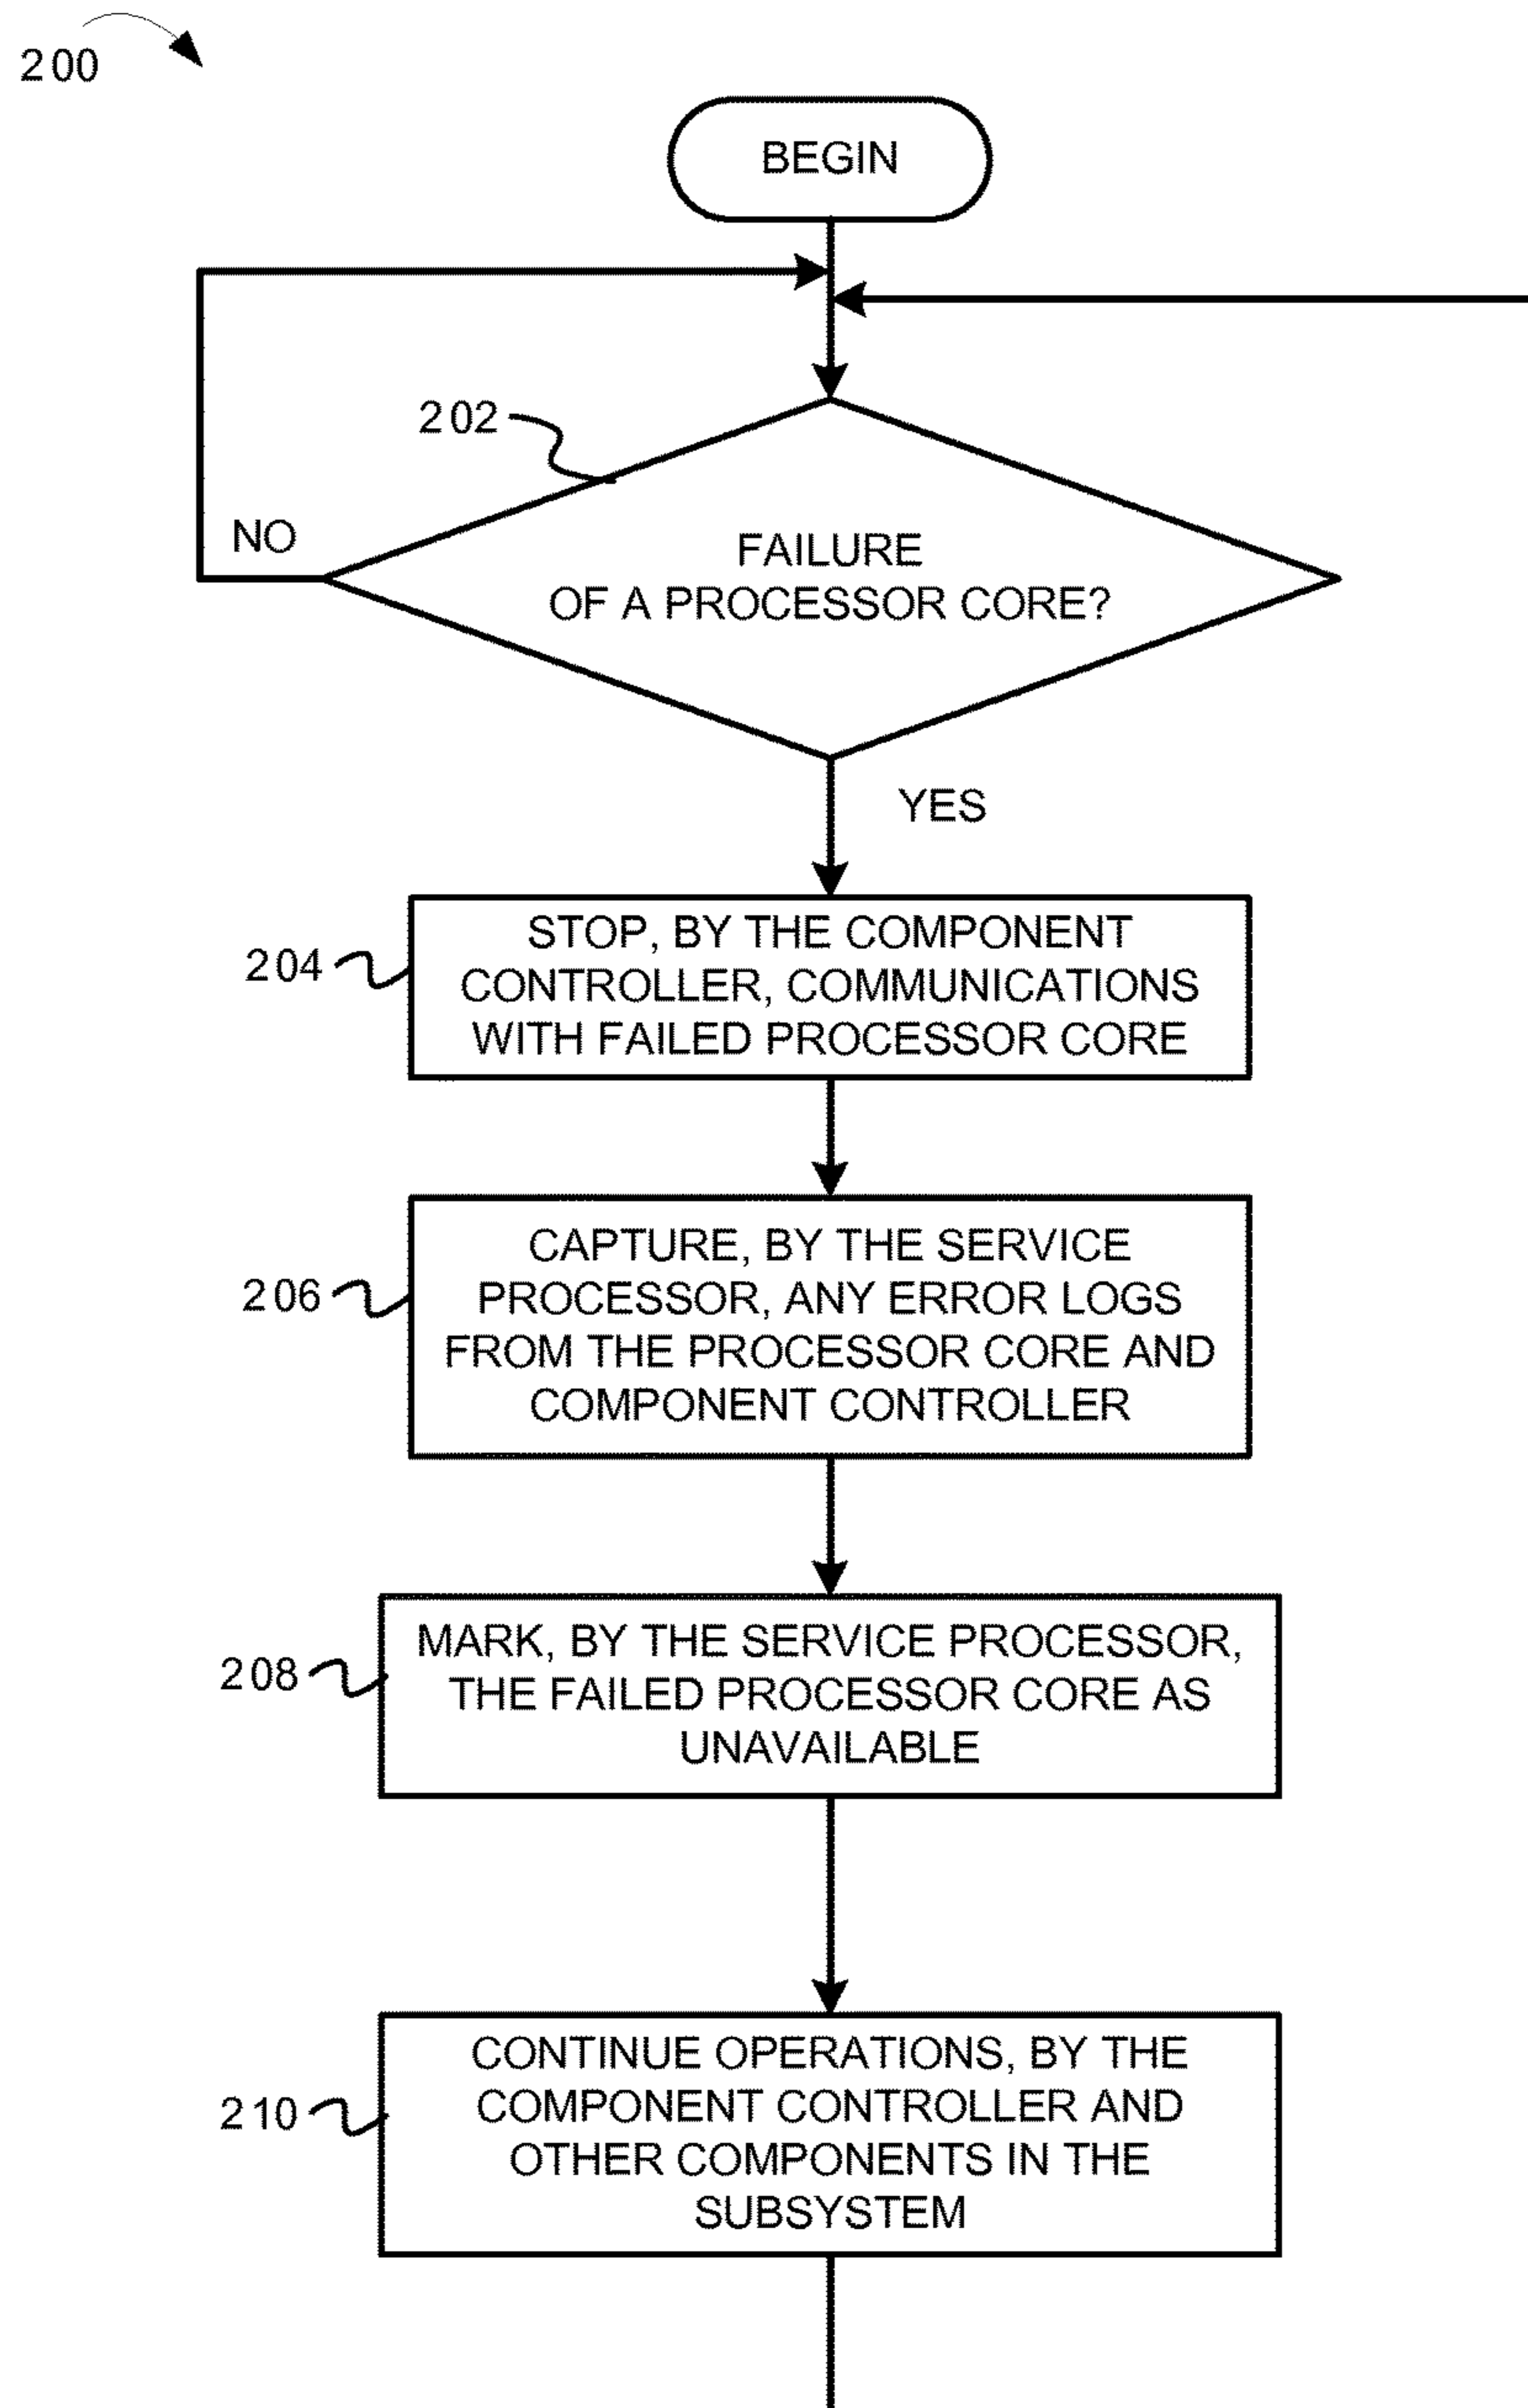 200
BEGIN
202
NO
FAILURE
OF A PROCESSOR CORE?
YES
204
STOP, BY THE COMPONENT
CONTROLLER, COMMUNICATIONS
WITH FAILED PROCESSOR CORE
206
CAPTURE, BY THE SERVICE
PROCESSOR, ANY ERROR LOGS
FROM THE PROCESSOR CORE AND
COMPONENT CONTROLLER
208
MARK, BY THE SERVICE PROCESSOR,
THE FAILED PROCESSOR CORE AS
UNAVAILABLE
210
CONTINUE OPERATIONS, BY THE
COMPONENT CONTROLLER AND
OTHER COMPONENTS IN THE
SUBSYSTEM